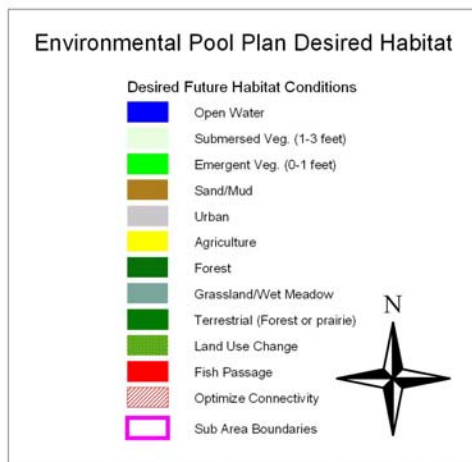 Environmental Pool Plan Desired Habitat
Desired Future Habitat Conditions
Open Water
Submersed Veg. (1-3 feet)
Emergent Veg. (0-1 feet)
Sand/Mud
Urban
Agriculture
Forest
Grassland/Wet Meadow
Terrestrial (Forest or prairie)
Land Use Change
Fish Passage
Optimize Connectivity
Sub Area Boundaries
N